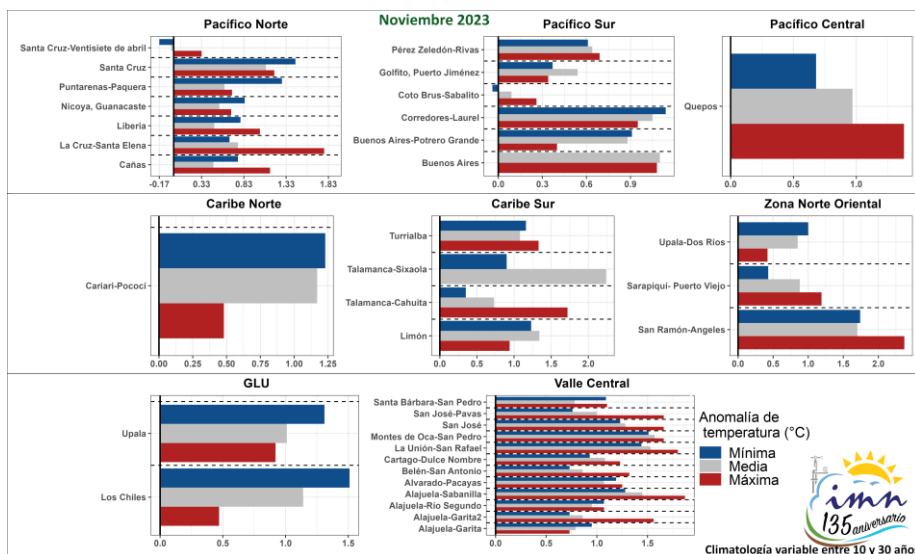 Pacífico Norte
Noviembre 2023
Pacífico Sur
Pacífico Central
Santa Cruz-Ventisiete de abril
Santa Cruz
Puntarenas-Paquera
Nicoya, Guanacaste
Liberia
La Cruz-Santa Elena
Cañas
-0.17 0.33 0.83 1.33 1.83
Pérez Zeledón-Rivas
Golfito, Puerto Jiménez
Coto Brus-Sabalito
Corredores-Laurel
Buenos Aires-Potrero Grande
Buenos Aires
0.0 0.3 0.6 0.9
Quepos
0.0 0.5 1.0
Caribe Norte
Caribe Sur
Zona Norte Oriental
Cariari-Pococí
0.00 0.25 0.50 0.75 1.00 1.25
Turrialba
Talamanca-Sixaola
Talamanca-Cahuita
Limón
0.0 0.5 1.0 1.5 2.0
Upala-Dos Ríos
Sarapiquí- Puerto Viejo
San Ramón-Angeles
0.0 0.5 1.0 1.5 2.0
GLU
Valle Central
Upala
Los Chiles
0.0 0.5 1.0 1.5
Santa Bárbara-San Pedro
San José-Pavas
San José
Montes de Oca-San Pedro
La Unión-San Rafael
Cartago-Dulce Nombre
Belén-San Antonio
Alvarado-Pacayas
Alajuela-Sabanilla
Alajuela-Río Segundo
Alajuela-Garita2
Alajuela-Garita
0.0 0.5 1.0 1.5
Anomalía de
temperatura (°C)
Mínima
Media
Máxima
imn
135 aniversario
Climatología variable entre 10 y 30 año